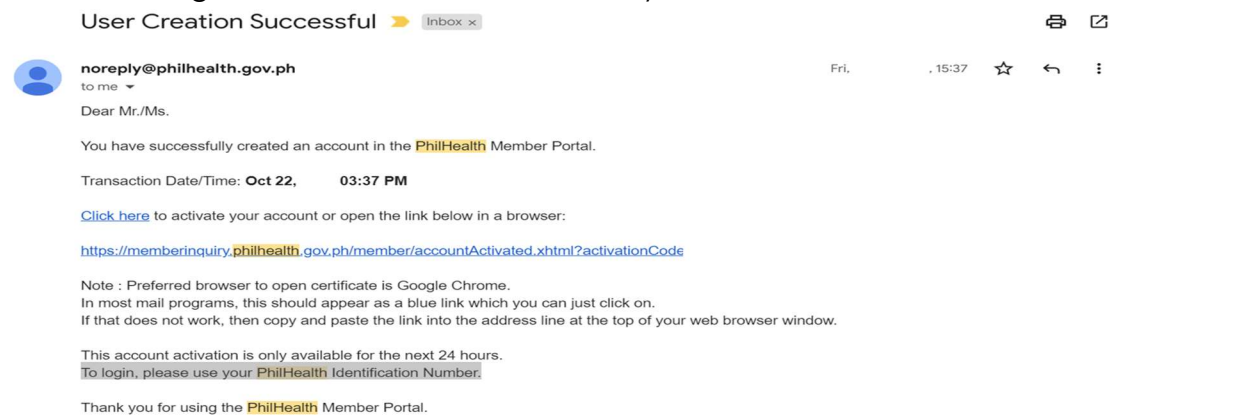 User Creation Successful Inbox ×
noreply@philhealth.gov.ph Fri, , 15:37
to me
Dear Mr./Ms.
You have successfully created an account in the PhilHealth Member Portal.
Transaction Date/Time: Oct 22, 03:37 PM
Click here to activate your account or open the link below in a browser:
https://memberinquiry.philhealth.gov.ph/member/accountActivated.xhtml?activationCode
Note : Preferred browser to open certificate is Google Chrome.
In most mail programs, this should appear as a blue link which you can just click on.
If that does not work, then copy and paste the link into the address line at the top of your web browser window.
This account activation is only available for the next 24 hours.
To login, please use your PhilHealth Identification Number.
Thank you for using the PhilHealth Member Portal.